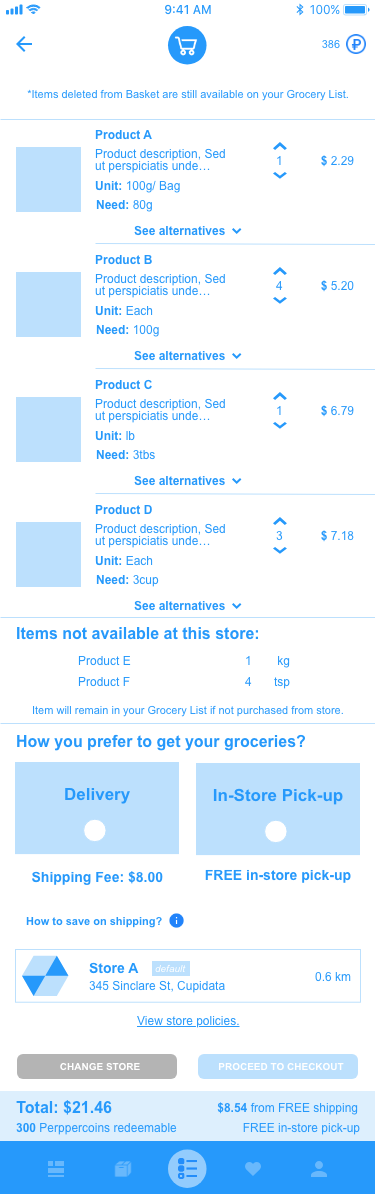 9:41 AM 100%
386 ₽
*Items deleted from Basket are still available on your Grocery List.
Product A
Product description, Sed
ut perspiciatis unde…
1
$ 2.29
Unit: 100g/ Bag
Need: 80g
See alternatives
Product B
Product description, Sed
ut perspiciatis unde…
4
$ 5.20
Unit: Each
Need: 100g
See alternatives
Product C
Product description, Sed
ut perspiciatis unde…
1
$ 6.79
Unit: lb
Need: 3tbs
See alternatives
Product D
Product description, Sed
ut perspiciatis unde…
3
$ 7.18
Unit: Each
Need: 3cup
See alternatives
Items not available at this store:
Product E 1 kg
Product F 4 tsp
Item will remain in your Grocery List if not purchased from store.
How you prefer to get your groceries?
Delivery
In-Store Pick-up
Shipping Fee: $8.00
FREE in-store pick-up
How to save on shipping? i
Store A default
345 Sinclare St, Cupidata
0.6 km
View store policies.
CHANGE STORE
PROCEED TO CHECKOUT
Total: $21.46
$8.54 from FREE shipping
300 Perppercoins redeemable
FREE in-store pick-up